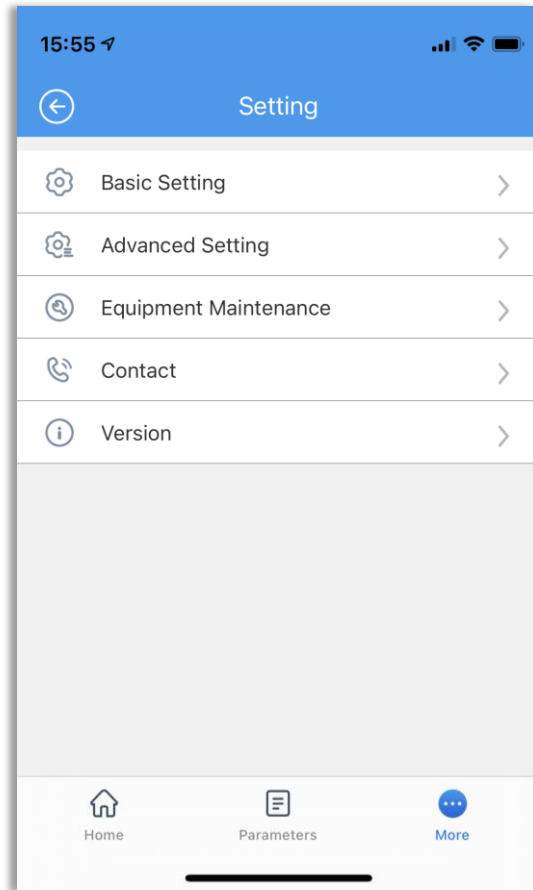 15:55
Setting
Basic Setting
Advanced Setting
Equipment Maintenance
Contact
Version
Home Parameters More